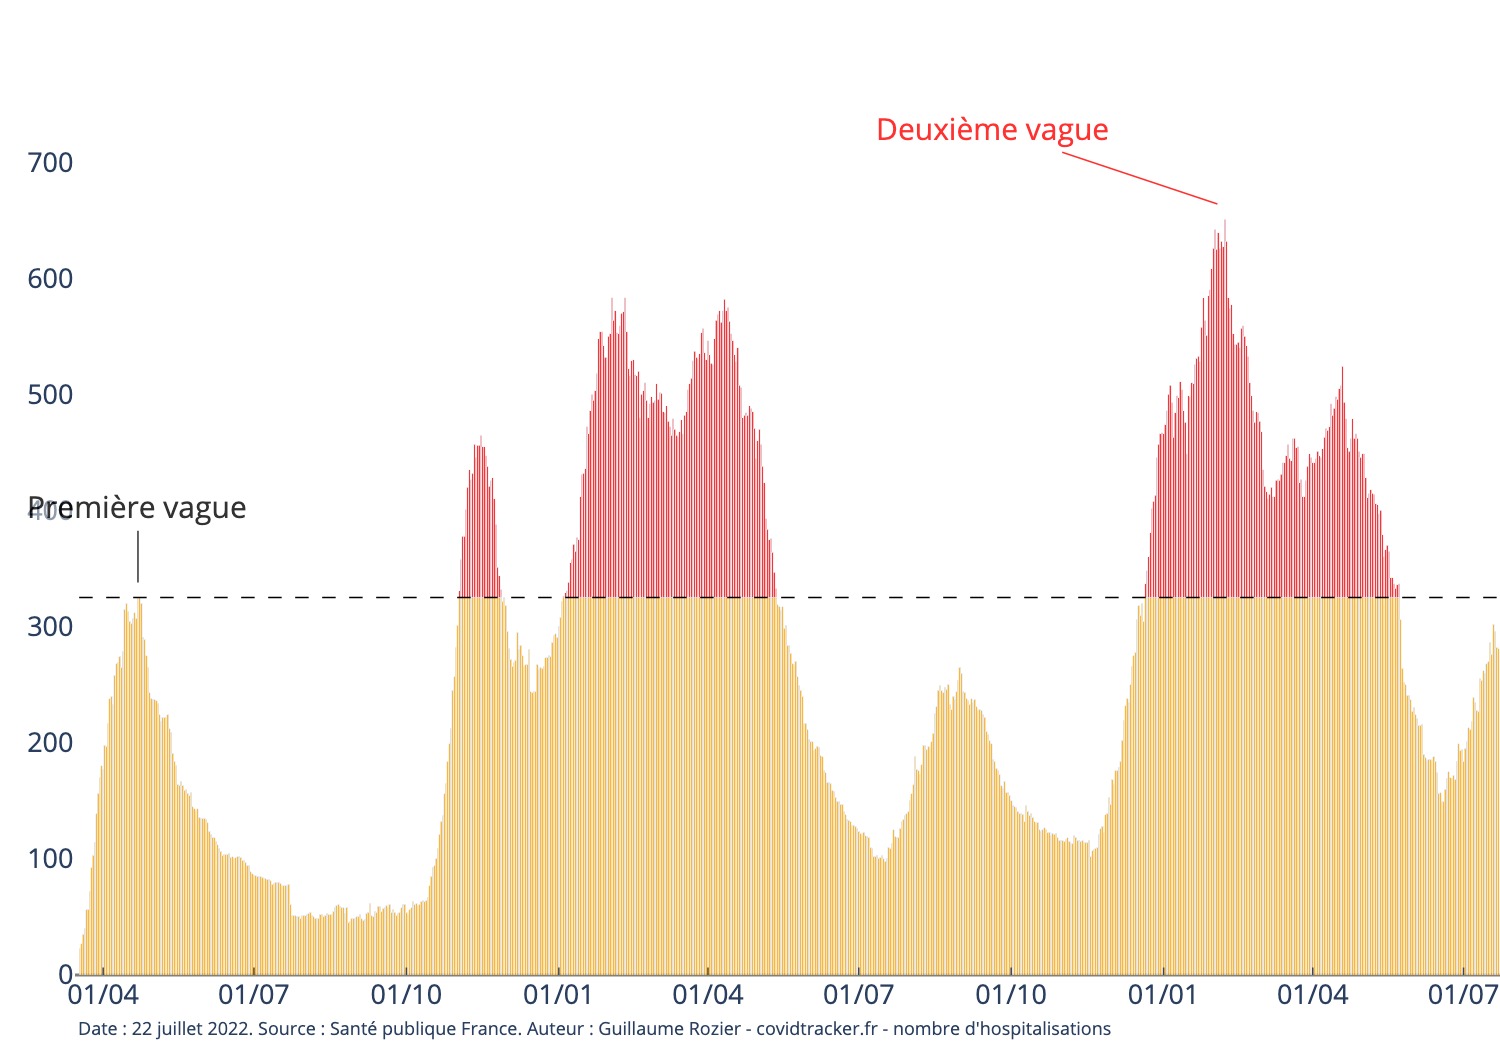 Deuxième vague
700
600
500
400
Première vague
300
200
100
0
01/04 01/07 01/10 01/01 01/04 01/07 01/10 01/01 01/04 01/07
Date : 22 juillet 2022. Source : Santé publique France. Auteur : Guillaume Rozier - covidtracker.fr - nombre d'hospitalisations